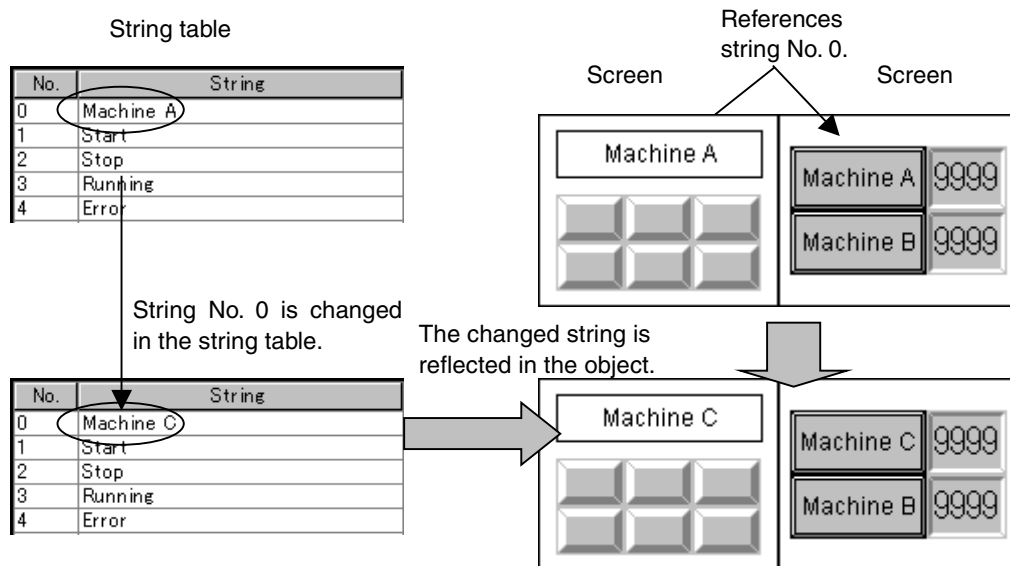 String table
References
string No. 0.
Screen
Screen
No. String
0 Machine A
1 Start
2 Stop
3 Running
4 Error
Machine A
Machine A 9999
Machine B 9999
String No. 0 is changed
in the string table.
The changed string is
reflected in the object.
No. String
0 Machine C
1 Start
2 Stop
3 Running
4 Error
Machine C
Machine C 9999
Machine B 9999